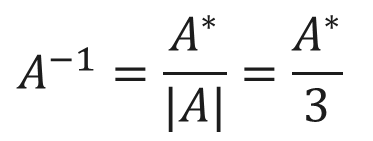 A⁻¹ = A*/|A| = A*/3